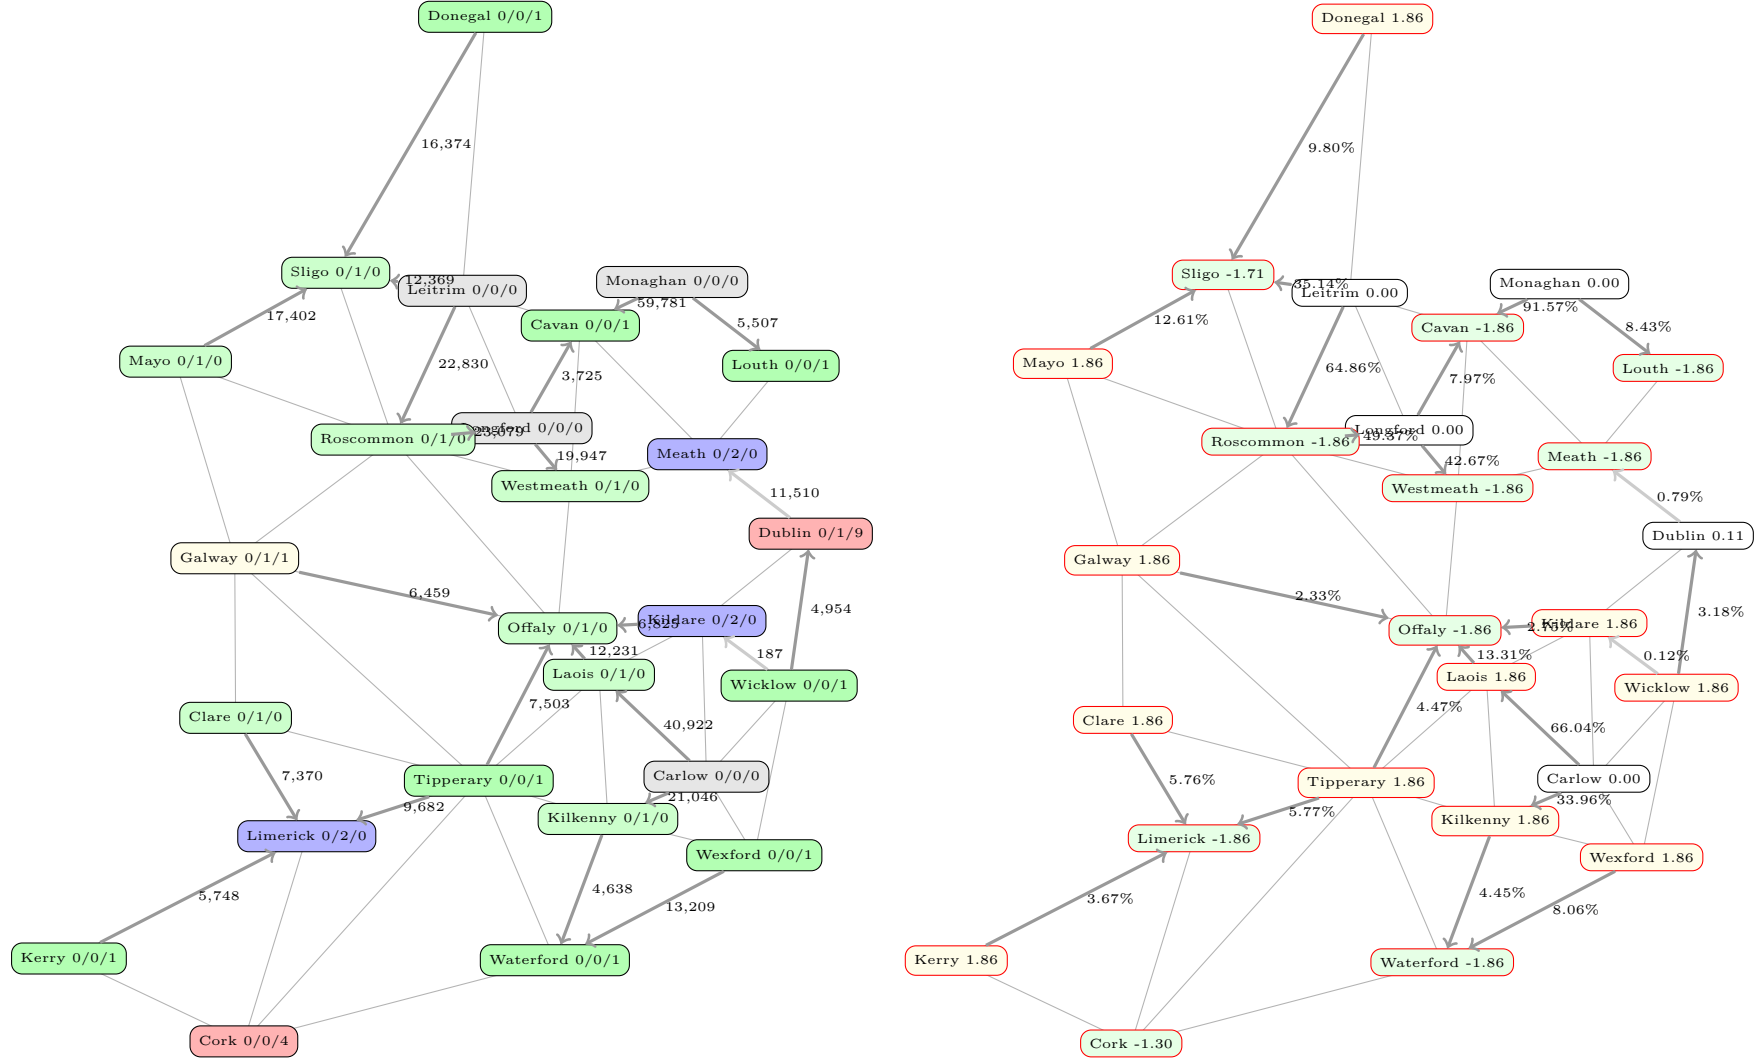 Donegal 0/0/1
16,374
Sligo 0/1/0
12,369
Leitrim 0/0/0
Monaghan 0/0/0
59,781
17,402
Cavan 0/0/1
5,507
Mayo 0/1/0
22,830
3,725
Louth 0/0/1
Roscommon 0/1/0
23,079
Longford 0/0/0
19,947
Meath 0/2/0
Westmeath 0/1/0
11,510
Dublin 0/1/9
Galway 0/1/1
6,459
Offaly 0/1/0
6,825
Kildare 0/2/0
4,954
12,231
187
Laois 0/1/0
Wicklow 0/0/1
Clare 0/1/0
7,503
40,922
7,370
Tipperary 0/0/1
Carlow 0/0/0
9,682
21,046
Limerick 0/2/0
Kilkenny 0/1/0
Wexford 0/0/1
5,748
4,638
13,209
Kerry 0/0/1
Waterford 0/0/1
Cork 0/0/4
Donegal 1.86
9.80%
Sligo -1.71
35.14%
Leitrim 0.00
Monaghan 0.00
91.57%
12.61%
Cavan -1.86
8.43%
Mayo 1.86
64.86%
7.97%
Louth -1.86
Roscommon -1.86
49.37%
Longford 0.00
42.67%
Meath -1.86
Westmeath -1.86
0.79%
Dublin 0.11
Galway 1.86
2.33%
Offaly -1.86
2.75%
Kildare 1.86
3.18%
13.31%
0.12%
Laois 1.86
Wicklow 1.86
Clare 1.86
4.47%
66.04%
5.76%
Tipperary 1.86
Carlow 0.00
5.77%
33.96%
Limerick -1.86
Kilkenny 1.86
Wexford 1.86
3.67%
4.45%
8.06%
Kerry 1.86
Waterford -1.86
Cork -1.30